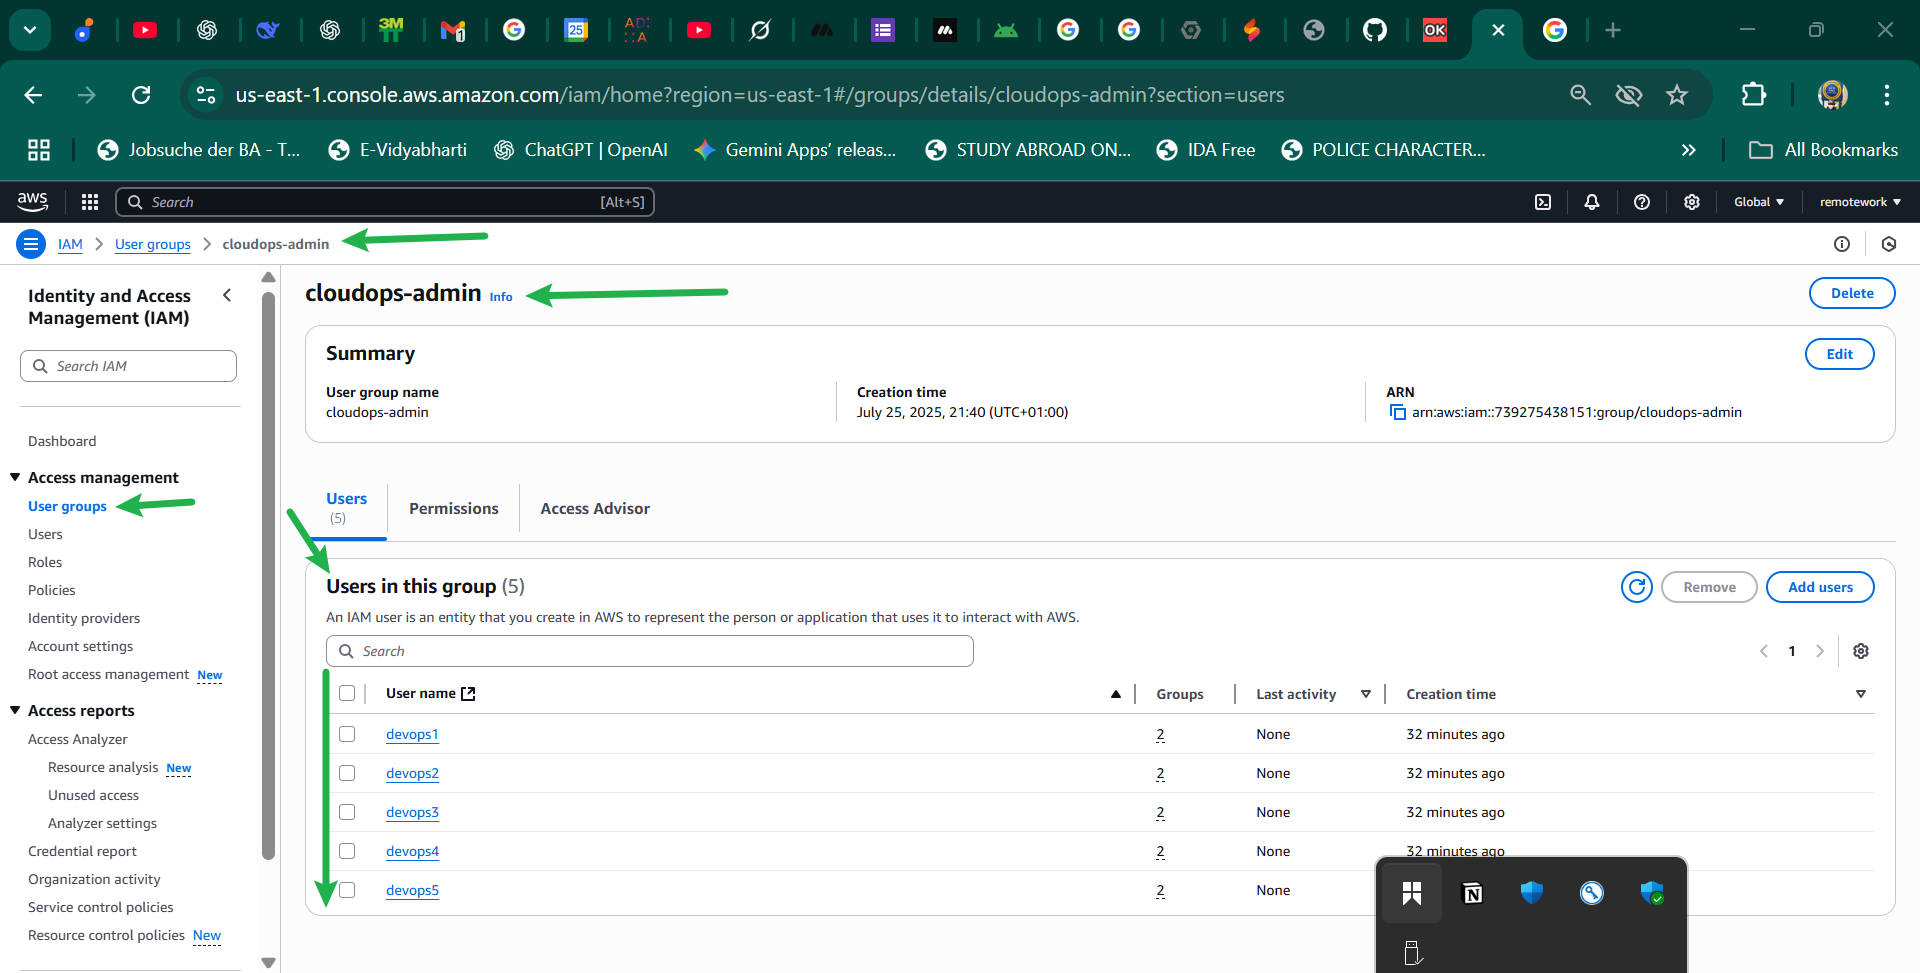 3M
1
25
AD:
::A
OK
us-east-1.console.aws.amazon.com/iam/home?region=us-east-1#/groups/details/cloudops-admin?section=users
Jobsuche der BA - T...
E-Vidyabharti
ChatGPT | OpenAI
Gemini Apps’ releas...
STUDY ABROAD ON...
IDA Free
POLICE CHARACTER...
All Bookmarks
aws
Search
[Alt+S]
Global
remotework
IAM
User groups
cloudops-admin
Identity and Access
Management (IAM)
Search IAM
Dashboard
Access management
User groups
Users
Roles
Policies
Identity providers
Account settings
Root access management New
Access reports
Access Analyzer
Resource analysis New
Unused access
Analyzer settings
Credential report
Organization activity
Service control policies
Resource control policies New
cloudops-admin Info
Delete
Summary
Edit
User group name
cloudops-admin
Creation time
July 25, 2025, 21:40 (UTC+01:00)
ARN
arn:aws:iam::739275438151:group/cloudops-admin
Users
(5)
Permissions
Access Advisor
Users in this group (5)
Remove
Add users
An IAM user is an entity that you create in AWS to represent the person or application that uses it to interact with AWS.
Search
1
User name Groups Last activity Creation time
devops1 2 None 32 minutes ago
devops2 2 None 32 minutes ago
devops3 2 None 32 minutes ago
devops4 2 None 32 minutes ago
devops5 2 None